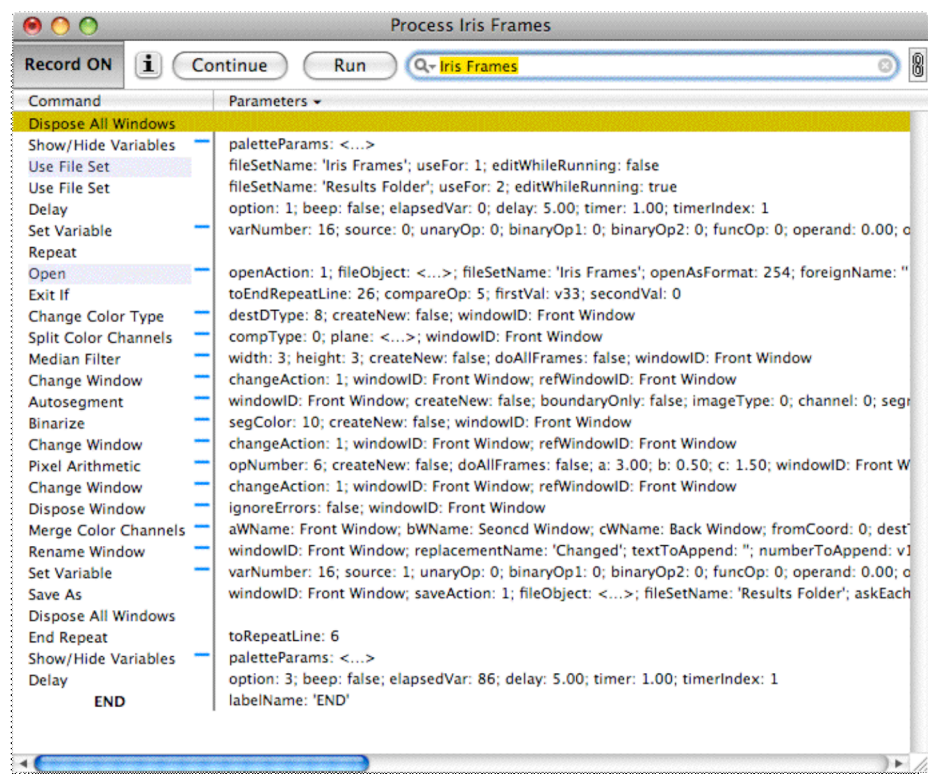 Process Iris Frames
Record ON i Continue Run Iris Frames
Command Parameters
Dispose All Windows
Show/Hide Variables paletteParams: <...>
Use File Set fileSetName: 'Iris Frames'; useFor: 1; editWhileRunning: false
Use File Set fileSetName: 'Results Folder'; useFor: 2; editWhileRunning: true
Delay option: 1; beep: false; elapsedVar: 0; delay: 5.00; timer: 1.00; timerIndex: 1
Set Variable varNumber: 16; source: 0; unaryOp: 0; binaryOp1: 0; binaryOp2: 0; funcOp: 0; operand: 0.00; o
Repeat
Open openAction: 1; fileObject: <...>; fileSetName: 'Iris Frames'; openAsFormat: 254; foreignName: ''
Exit If toEndRepeatLine: 26; compareOp: 5; firstVal: v33; secondVal: 0
Change Color Type destDType: 8; createNew: false; windowID: Front Window
Split Color Channels compType: 0; plane: <...>; windowID: Front Window
Median Filter width: 3; height: 3; createNew: false; doAllFrames: false; windowID: Front Window
Change Window changeAction: 1; windowID: Front Window; refWindowID: Front Window
Autosegment windowID: Front Window; createNew: false; boundaryOnly: false; imageType: 0; channel: 0; segr
Binarize segColor: 10; createNew: false; windowID: Front Window
Change Window changeAction: 1; windowID: Front Window; refWindowID: Front Window
Pixel Arithmetic opNumber: 6; createNew: false; doAllFrames: false; a: 3.00; b: 0.50; c: 1.50; windowID: Front W
Change Window changeAction: 1; windowID: Front Window; refWindowID: Front Window
Dispose Window ignoreErrors: false; windowID: Front Window
Merge Color Channels aWName: Front Window; bWName: Seoncd Window; cWName: Back Window; fromCoord: 0; dest
Rename Window windowID: Front Window; replacementName: 'Changed'; textToAppend: ''; numberToAppend: v1
Set Variable varNumber: 16; source: 1; unaryOp: 0; binaryOp1: 0; binaryOp2: 0; funcOp: 0; operand: 0.00; o
Save As windowID: Front Window; saveAction: 1; fileObject: <...>; fileSetName: 'Results Folder'; askEach
Dispose All Windows
End Repeat toRepeatLine: 6
Show/Hide Variables paletteParams: <...>
Delay option: 3; beep: false; elapsedVar: 86; delay: 5.00; timer: 1.00; timerIndex: 1
END labelName: 'END'